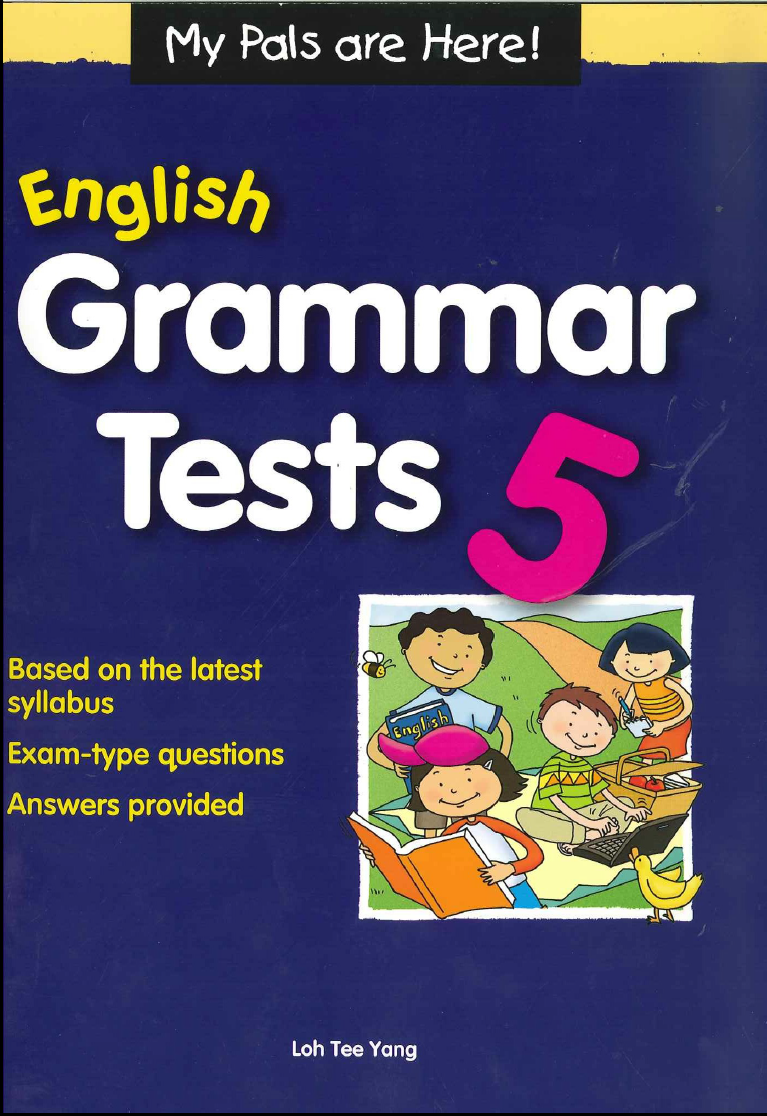 My Pals are Here!
English
Grammar
Tests 5
Based on the latest
syllabus
Exam-type questions
Answers provided
English
Loh Tee Yang